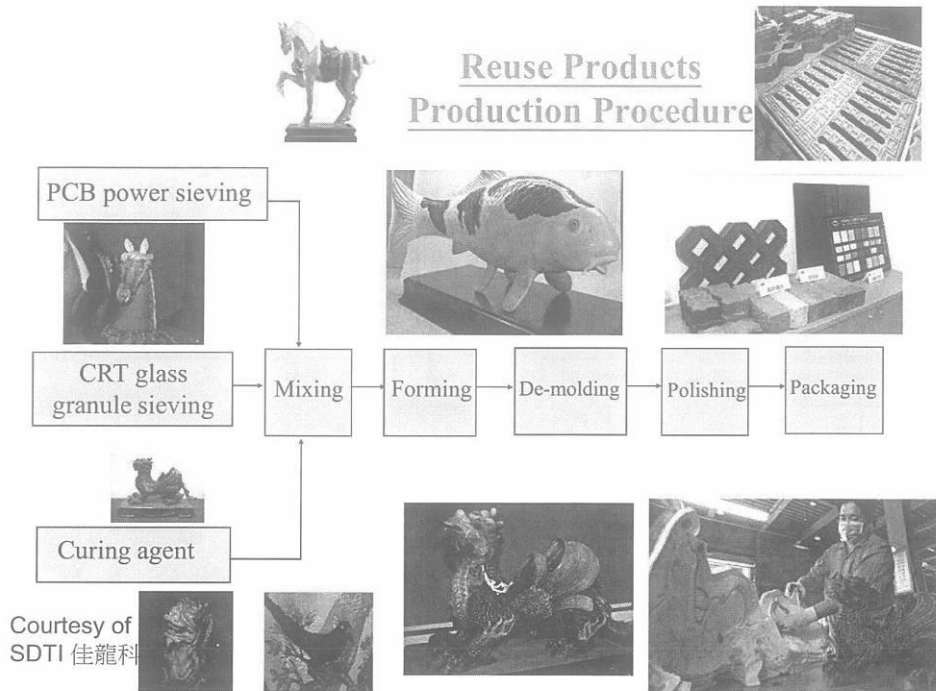 Reuse Products
Production Procedure
PCB power sieving
CRT glass
granule sieving
Mixing
Forming
De-molding
Polishing
Packaging
Curing agent
Courtesy of
SDTI 佳龍科